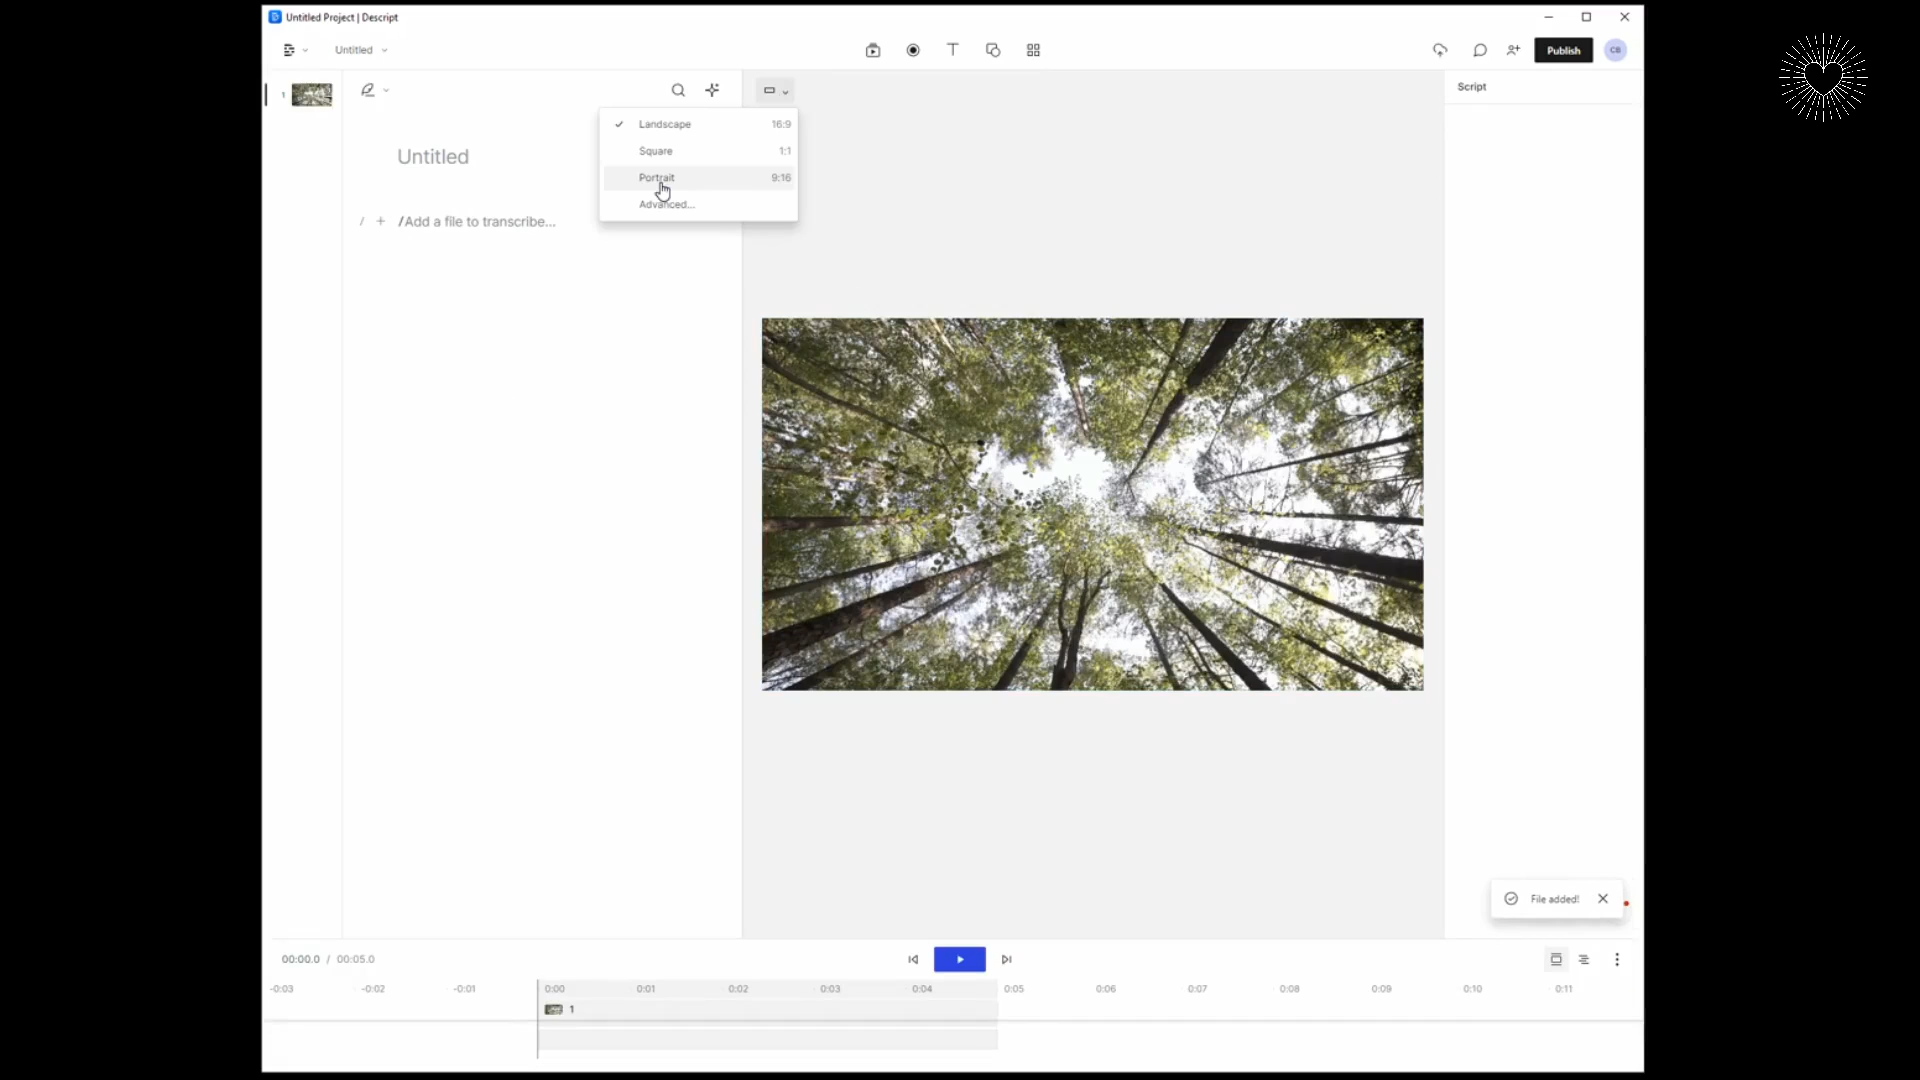 Untitled Project | Descript
Untitled
Publish
CB
1
Script
Landscape 16:9
Square 1:1
Portrait 9:16
Advanced...
Untitled
/ + /Add a file to transcribe...
File added!
00:00.0 / 00:05.0
-0:03 -0:02 -0:01 0:00 0:01 0:02 0:03 0:04 0:05 0:06 0:07 0:08 0:09 0:10 0:11
1